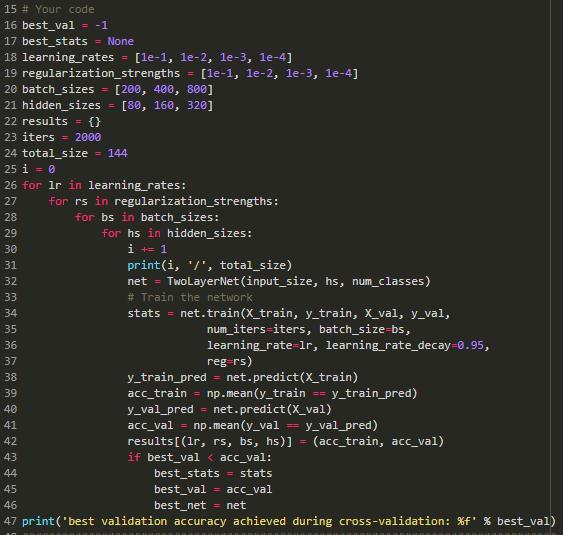 15 # Your code
16 best_val = -1
17 best_stats = None
18 learning_rates = [1e-1, 1e-2, 1e-3, 1e-4]
19 regularization_strengths = [1e-1, 1e-2, 1e-3, 1e-4]
20 batch_sizes = [200, 400, 800]
21 hidden_sizes = [80, 160, 320]
22 results = {}
23 iters = 2000
24 total_size = 144
25 i = 0
26 for lr in learning_rates:
27     for rs in regularization_strengths:
28         for bs in batch_sizes:
29             for hs in hidden_sizes:
30                 i += 1
31                 print(i, '/', total_size)
32                 net = TwoLayerNet(input_size, hs, num_classes)
33                 # Train the network
34                 stats = net.train(X_train, y_train, X_val, y_val,
35                             num_iters=iters, batch_size=bs,
36                             learning_rate=lr, learning_rate_decay=0.95,
37                             reg=rs)
38                 y_train_pred = net.predict(X_train)
39                 acc_train = np.mean(y_train == y_train_pred)
40                 y_val_pred = net.predict(X_val)
41                 acc_val = np.mean(y_val == y_val_pred)
42                 results[(lr, rs, bs, hs)] = (acc_train, acc_val)
43                 if best_val < acc_val:
44                     best_stats = stats
45                     best_val = acc_val
46                     best_net = net
47 print('best validation accuracy achieved during cross-validation: %f' % best_val)